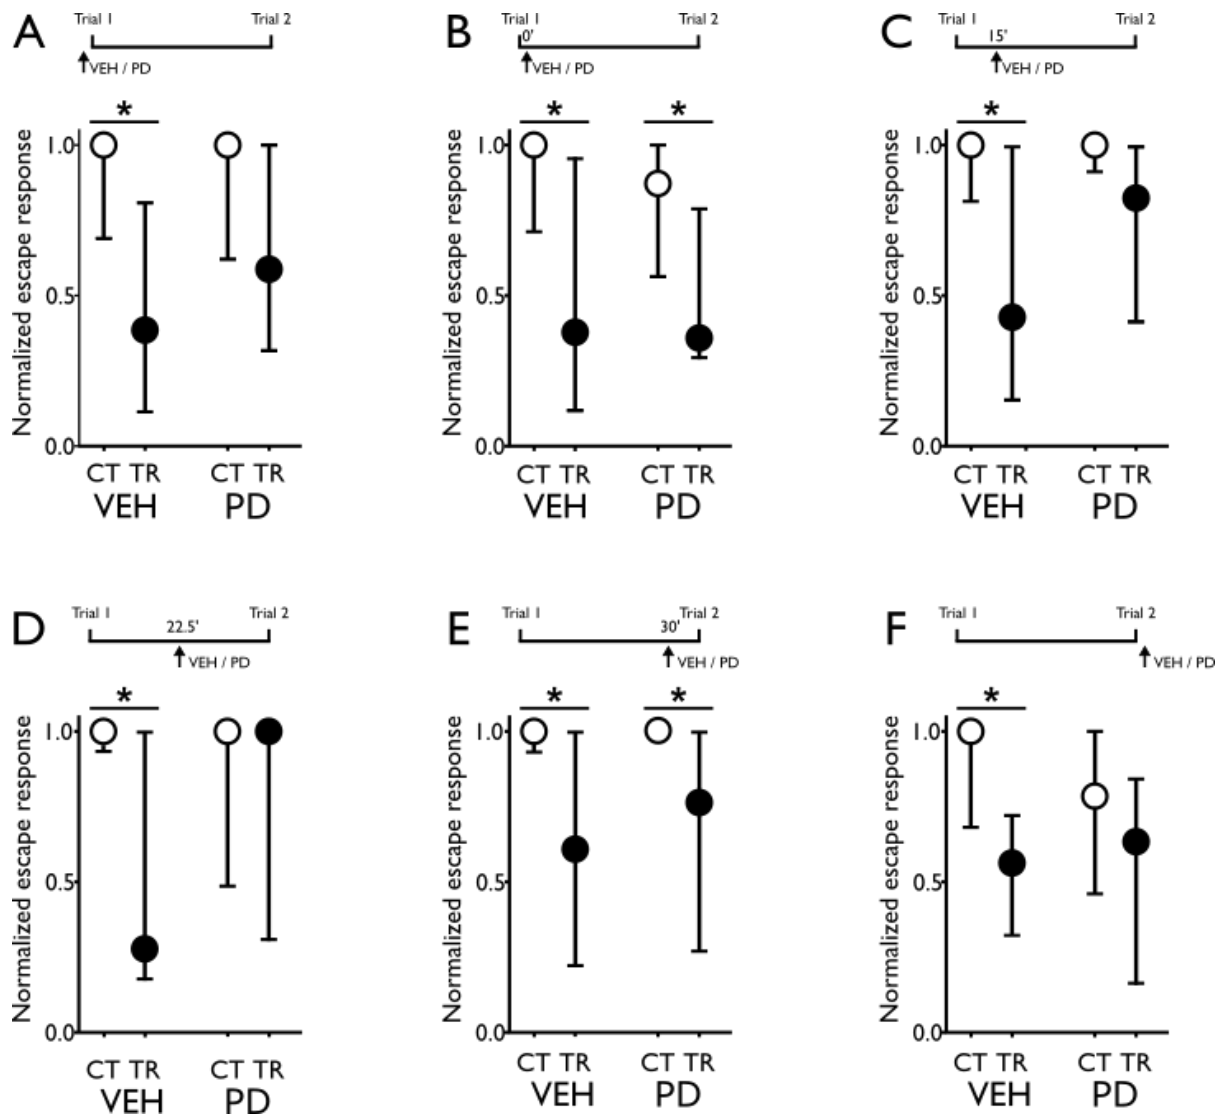 A
Trial 1
Trial 2
VEH / PD
*
Normalized escape response
1.0
0.5
0.0
CT TR CT TR
VEH PD
B
Trial 1
Trial 2
0'
VEH / PD
* *
Normalized escape response
1.0
0.5
0.0
CT TR CT TR
VEH PD
C
Trial 1
Trial 2
15'
VEH / PD
*
Normalized escape response
1.0
0.5
0.0
CT TR CT TR
VEH PD
D
Trial 1
Trial 2
22.5'
VEH / PD
*
Normalized escape response
1.0
0.5
0.0
CT TR CT TR
VEH PD
E
Trial 1
Trial 2
30'
VEH / PD
* *
Normalized escape response
1.0
0.5
0.0
CT TR CT TR
VEH PD
F
Trial 1
Trial 2
VEH / PD
*
Normalized escape response
1.0
0.5
0.0
CT TR CT TR
VEH PD